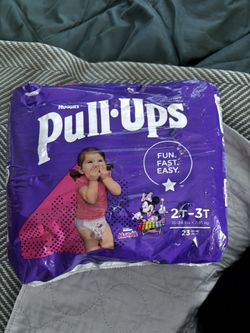 HUGGIES
Pull·Ups
FUN.
FAST.
EASY.
2T-3T
23